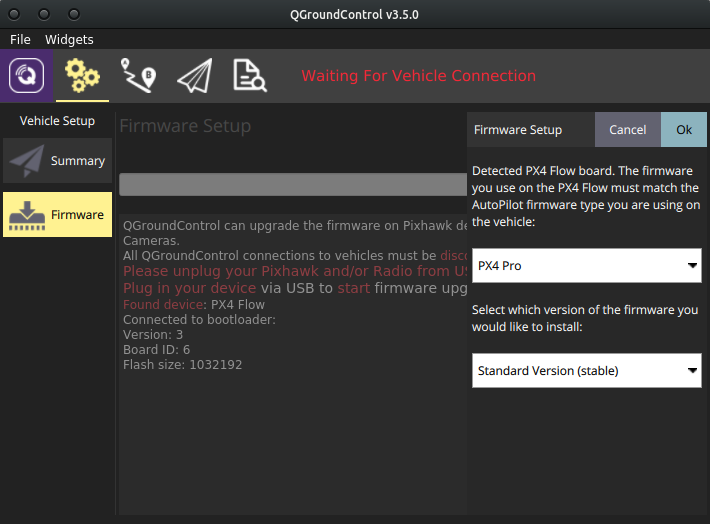 QGroundControl v3.5.0
File Widgets
Waiting For Vehicle Connection
Vehicle Setup
Summary
Firmware
Firmware Setup
QGroundControl can upgrade the firmware on Pixhawk de
Cameras.
All QGroundControl connections to vehicles must be disco
Please unplug your Pixhawk and/or Radio from US
Plug in your device via USB to start firmware upg
Found device: PX4 Flow
Connected to bootloader:
Version: 3
Board ID: 6
Flash size: 1032192
Firmware Setup Cancel Ok
Detected PX4 Flow board. The firmware
you use on the PX4 Flow must match the
AutoPilot firmware type you are using on
the vehicle:
PX4 Pro
Select which version of the firmware you
would like to install:
Standard Version (stable)